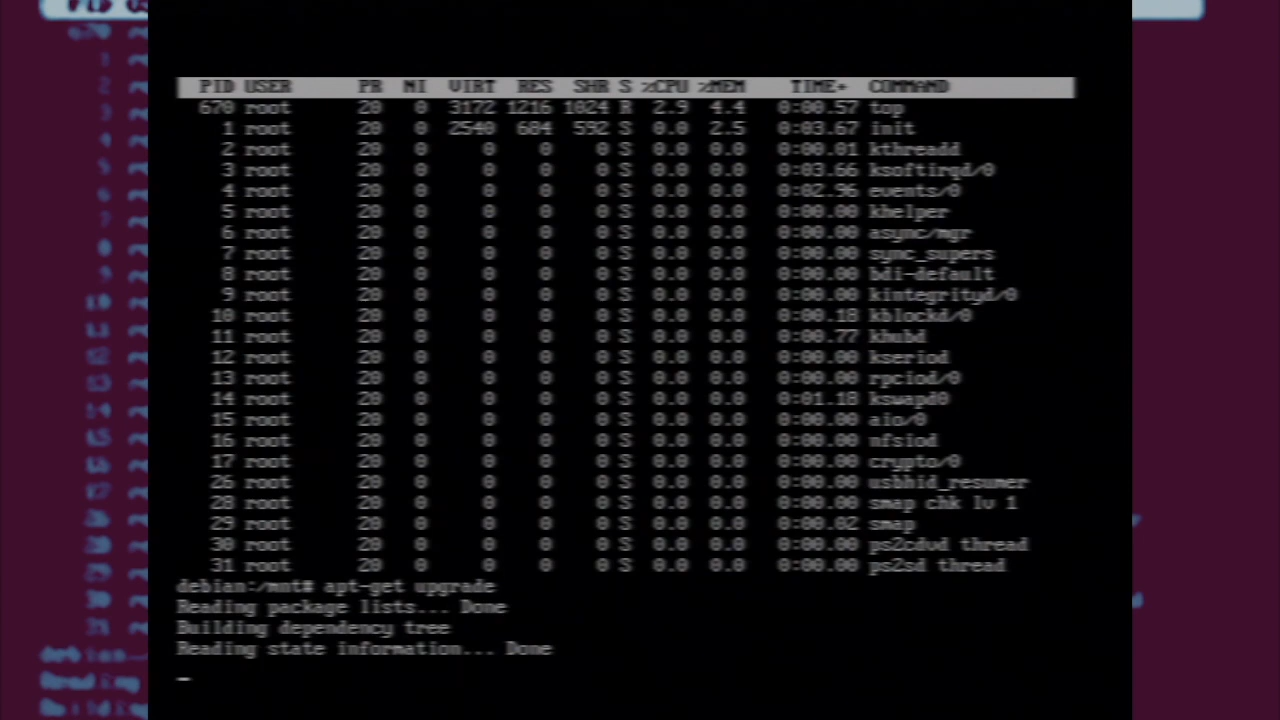 PID USER PR NI VIRT RES SHR S %CPU %MEM TIME+ COMMAND
670 root 20 0 3172 1216 1024 R 2.9 4.4 0:00.57 top
1 root 20 0 2540 684 592 S 0.0 2.5 0:03.67 init
2 root 20 0 0 0 0 S 0.0 0.0 0:00.01 kthreadd
3 root 20 0 0 0 0 S 0.0 0.0 0:03.66 ksoftirqd/0
4 root 20 0 0 0 0 S 0.0 0.0 0:02.96 events/0
5 root 20 0 0 0 0 S 0.0 0.0 0:00.00 khelper
6 root 20 0 0 0 0 S 0.0 0.0 0:00.00 async/mgr
7 root 20 0 0 0 0 S 0.0 0.0 0:00.00 sync_supers
8 root 20 0 0 0 0 S 0.0 0.0 0:00.00 bdi-default
9 root 20 0 0 0 0 S 0.0 0.0 0:00.00 kintegrityd/0
10 root 20 0 0 0 0 S 0.0 0.0 0:00.18 kblockd/0
11 root 20 0 0 0 0 S 0.0 0.0 0:00.77 khubd
12 root 20 0 0 0 0 S 0.0 0.0 0:00.00 kseriod
13 root 20 0 0 0 0 S 0.0 0.0 0:00.00 rpciod/0
14 root 20 0 0 0 0 S 0.0 0.0 0:01.18 kswapd0
15 root 20 0 0 0 0 S 0.0 0.0 0:00.00 aio/0
16 root 20 0 0 0 0 S 0.0 0.0 0:00.00 nfsiod
17 root 20 0 0 0 0 S 0.0 0.0 0:00.00 crypto/0
26 root 20 0 0 0 0 S 0.0 0.0 0:00.00 usbhid_resumer
28 root 20 0 0 0 0 S 0.0 0.0 0:00.00 smap chk lv 1
29 root 20 0 0 0 0 S 0.0 0.0 0:00.02 smap
30 root 20 0 0 0 0 S 0.0 0.0 0:00.00 ps2cdvd thread
31 root 20 0 0 0 0 S 0.0 0.0 0:00.00 ps2sd thread
debian:/mnt# apt-get upgrade
Reading package lists... Done
Building dependency tree
Reading state information... Done